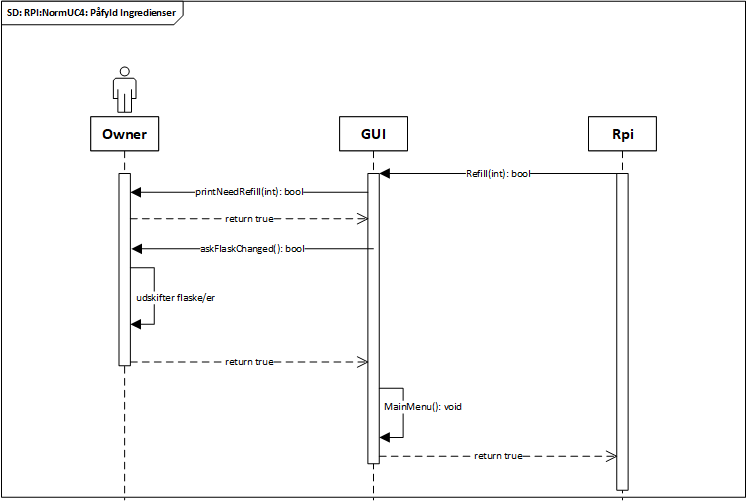 SD: RPI:NormUC4: Påfyld Ingredienser
Owner
GUI
Rpi
Refill(int): bool
printNeedRefill(int): bool
return true
askFlaskChanged(): bool
udskifter flaske/er
return true
MainMenu(): void
return true